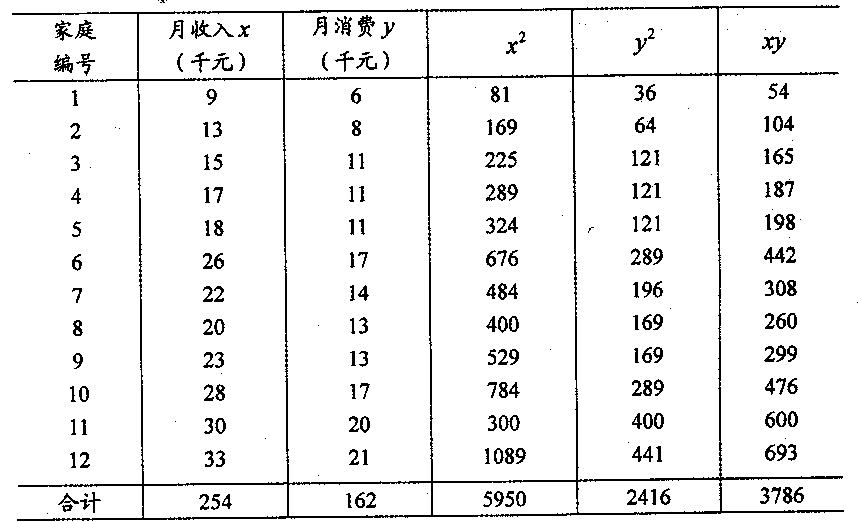 家庭编号 月收入 x（千元） 月消费 y（千元） x² y² xy
1 9 6 81 36 54
2 13 8 169 64 104
3 15 11 225 121 165
4 17 11 289 121 187
5 18 11 324 121 198
6 26 17 676 289 442
7 22 14 484 196 308
8 20 13 400 169 260
9 23 13 529 169 299
10 28 17 784 289 476
11 30 20 300 400 600
12 33 21 1089 441 693
合计 254 162 5950 2416 3786